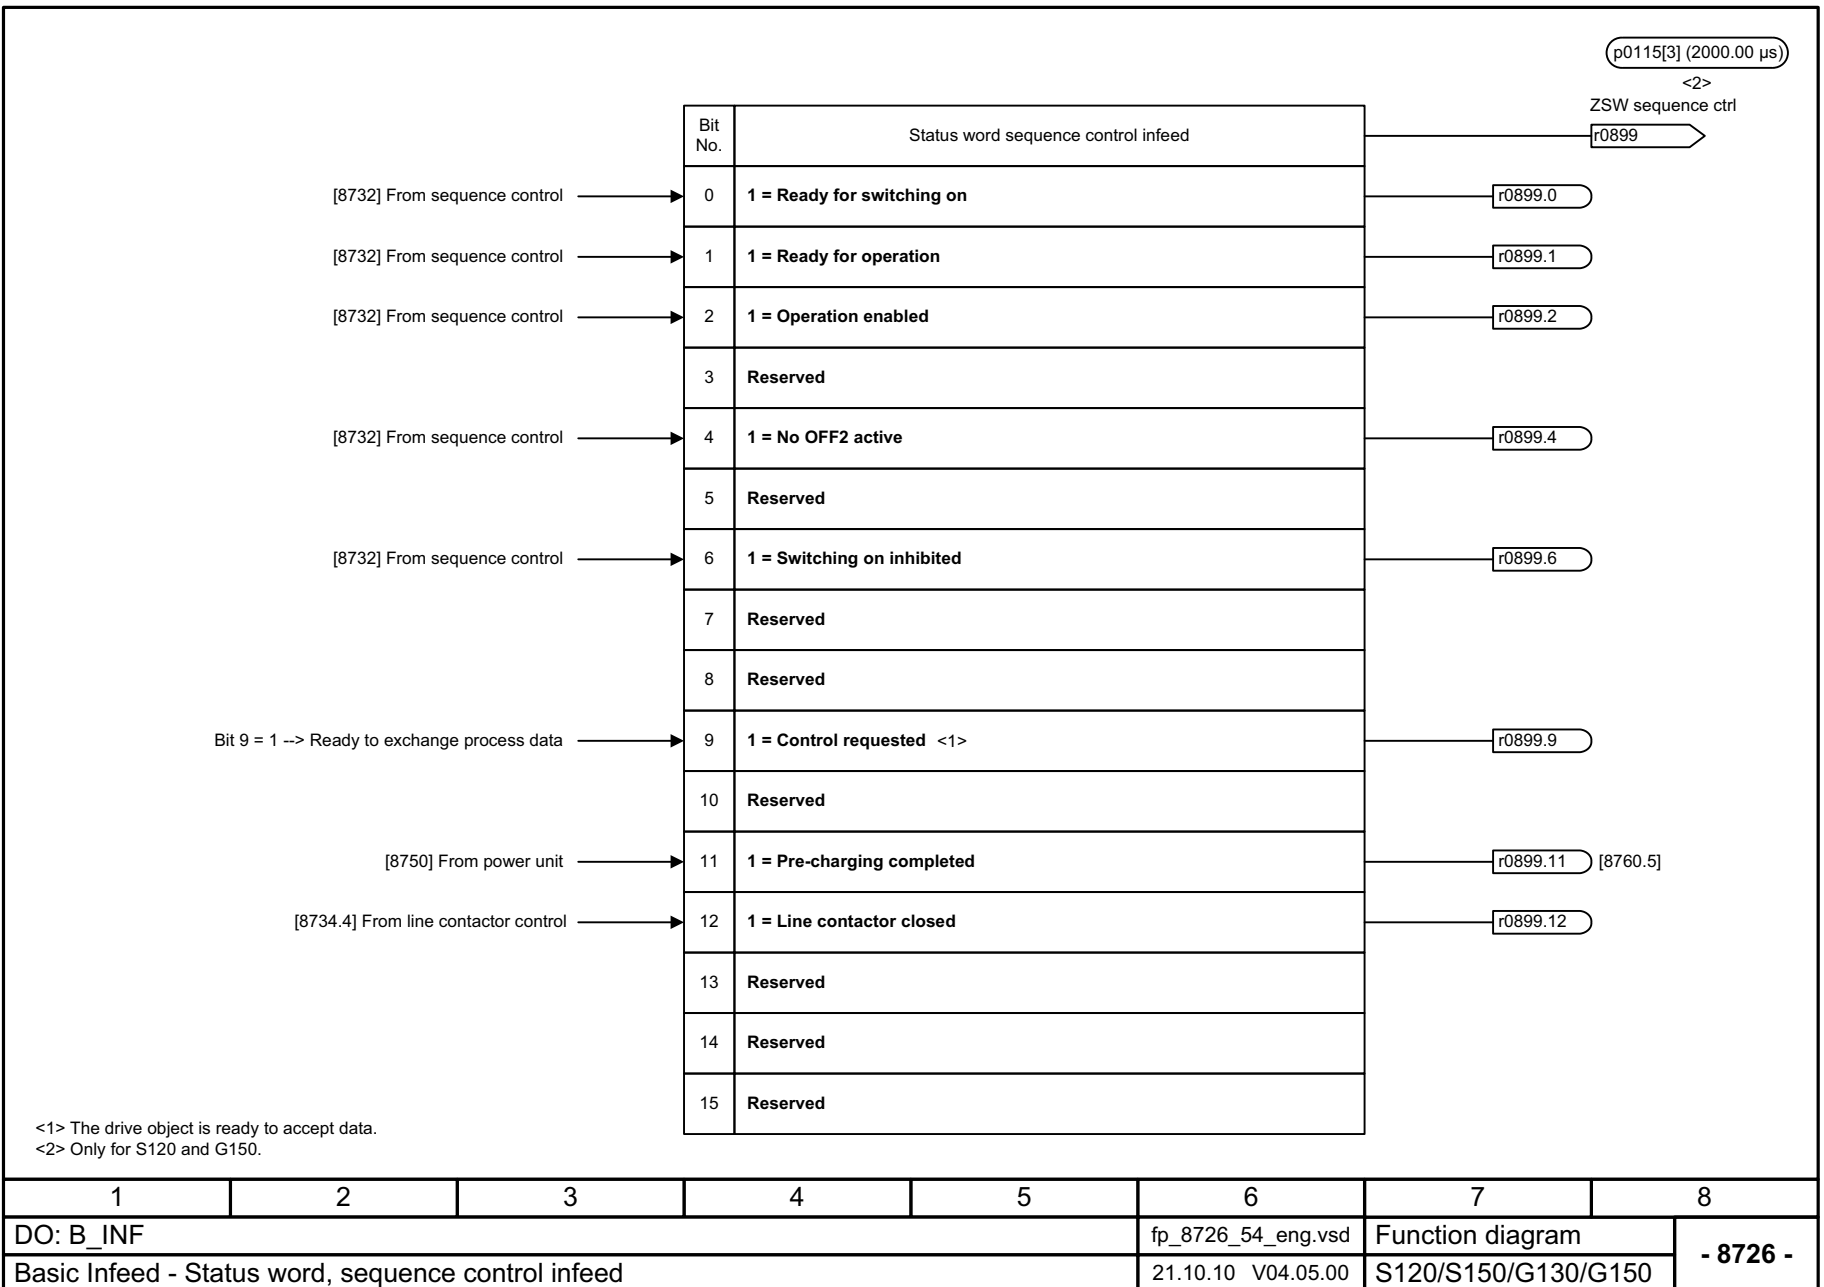 p0115[3] (2000.00 µs)
<2>
ZSW sequence ctrl
Bit No.
Status word sequence control infeed
r0899
[8732] From sequence control
0
1 = Ready for switching on
r0899.0
[8732] From sequence control
1
1 = Ready for operation
r0899.1
[8732] From sequence control
2
1 = Operation enabled
r0899.2
3
Reserved
[8732] From sequence control
4
1 = No OFF2 active
r0899.4
5
Reserved
[8732] From sequence control
6
1 = Switching on inhibited
r0899.6
7
Reserved
8
Reserved
Bit 9 = 1 --> Ready to exchange process data
9
1 = Control requested <1>
r0899.9
10
Reserved
[8750] From power unit
11
1 = Pre-charging completed
r0899.11
[8760.5]
[8734.4] From line contactor control
12
1 = Line contactor closed
r0899.12
13
Reserved
14
Reserved
15
Reserved
<1> The drive object is ready to accept data.
<2> Only for S120 and G150.
1
2
3
4
5
6
7
8
DO: B_INF
fp_8726_54_eng.vsd
Function diagram
- 8726 -
Basic Infeed - Status word, sequence control infeed
21.10.10 V04.05.00
S120/S150/G130/G150